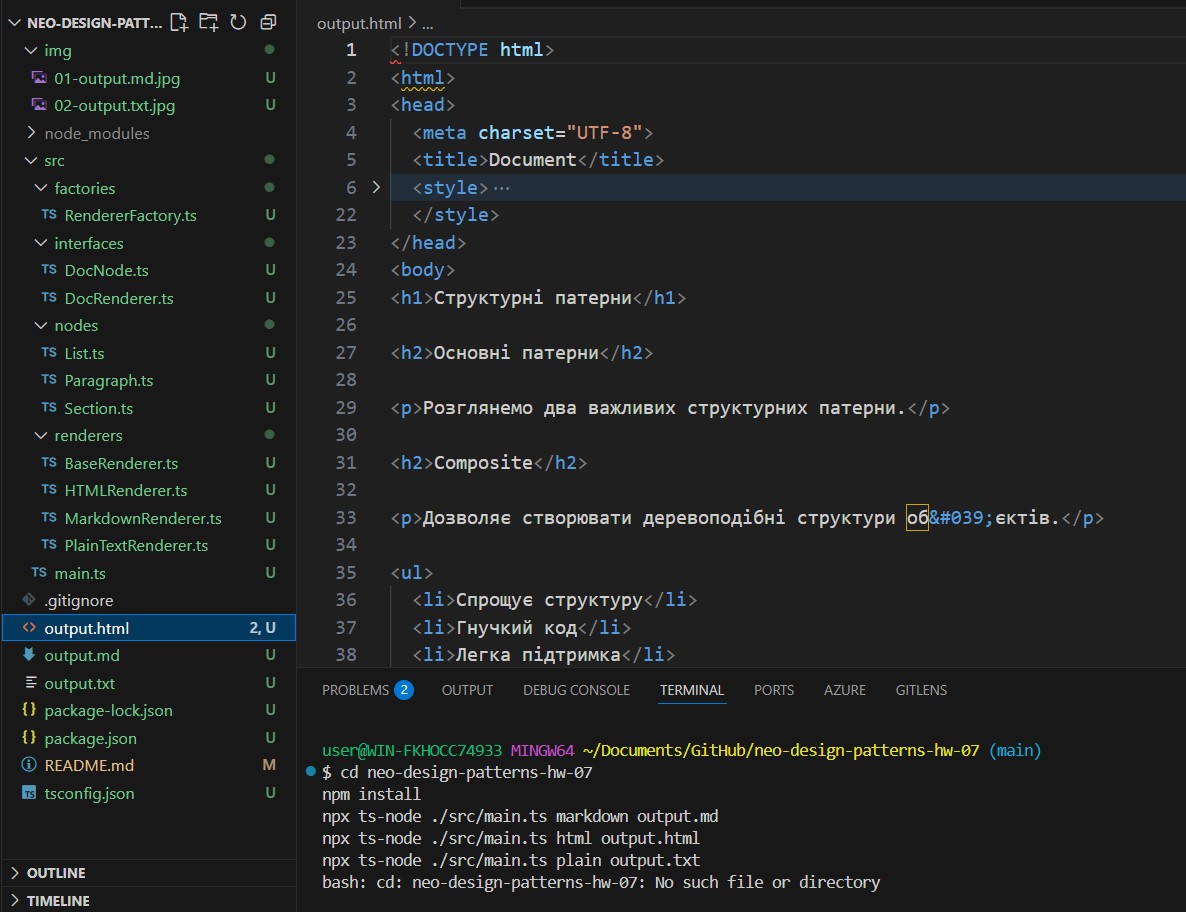 NEO-DESIGN-PATT...
img
01-output.md.jpg U
02-output.txt.jpg U
node_modules
src
factories
TS RendererFactory.ts U
interfaces
TS DocNode.ts U
TS DocRenderer.ts U
nodes
TS List.ts U
TS Paragraph.ts U
TS Section.ts U
renderers
TS BaseRenderer.ts U
TS HTMLRenderer.ts U
TS MarkdownRenderer.ts U
TS PlainTextRenderer.ts U
TS main.ts U
.gitignore
<> output.html 2, U
output.md U
output.txt U
{} package-lock.json U
{} package.json U
README.md M
TS tsconfig.json U
OUTLINE
TIMELINE
output.html > ...
1 <!DOCTYPE html>
2 <html>
3 <head>
4 <meta charset="UTF-8">
5 <title>Document</title>
6 <style>...
22 </style>
23 </head>
24 <body>
25 <h1>Структурні патерни</h1>
26
27 <h2>Основні патерни</h2>
28
29 <p>Розглянемо два важливих структурних патерни.</p>
30
31 <h2>Composite</h2>
32
33 <p>Дозволяє створювати деревоподібні структури об&#039;єктів.</p>
34
35 <ul>
36 <li>Спрощує структуру</li>
37 <li>Гнучкий код</li>
38 <li>Легка підтримка</li>
PROBLEMS 2 OUTPUT DEBUG CONSOLE TERMINAL PORTS AZURE GITLENS
user@WIN-FKHOCC74933 MINGW64 ~/Documents/GitHub/neo-design-patterns-hw-07 (main)
$ cd neo-design-patterns-hw-07
npm install
npx ts-node ./src/main.ts markdown output.md
npx ts-node ./src/main.ts html output.html
npx ts-node ./src/main.ts plain output.txt
bash: cd: neo-design-patterns-hw-07: No such file or directory